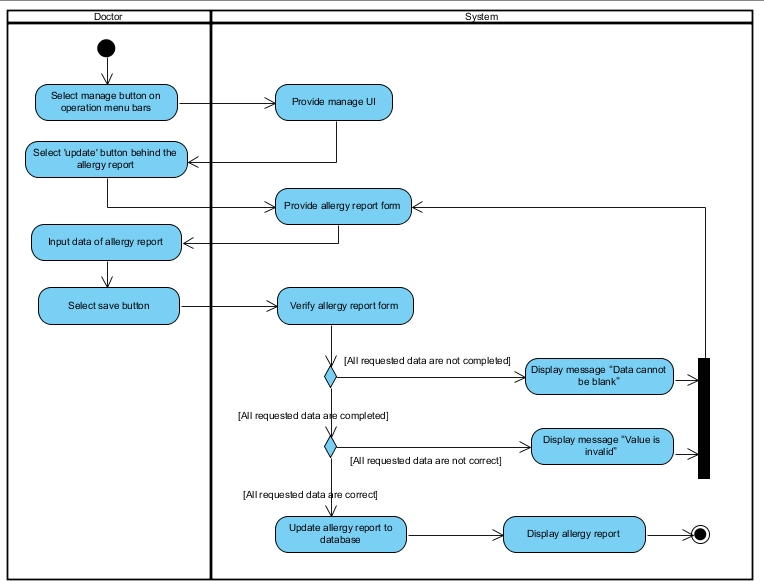 Doctor
System
Select manage button on
operation menu bars
Provide manage UI
Select 'update' button behind the
allergy report
Provide allergy report form
Input data of allergy report
Select save button
Verify allergy report form
[All requested data are not completed]
Display message “Data cannot
be blank”
[All requested data are completed]
Display message “Value is
invalid”
[All requested data are not correct]
[All requested data are correct]
Update allergy report to
database
Display allergy report